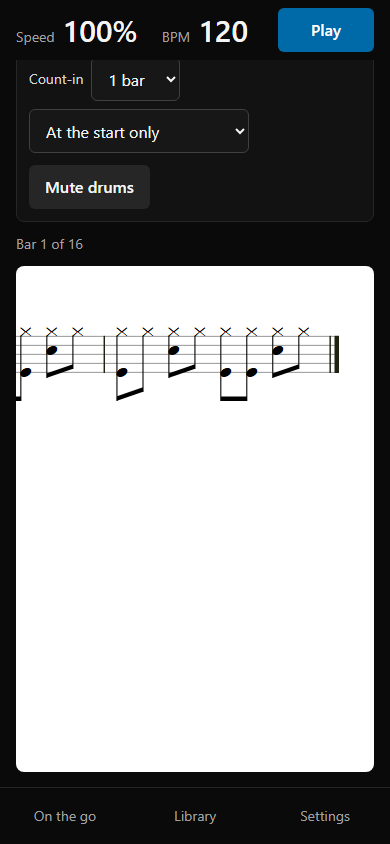 Speed 100% BPM 120 Play
Count-in 1 bar
At the start only
Mute drums
Bar 1 of 16
On the go Library Settings